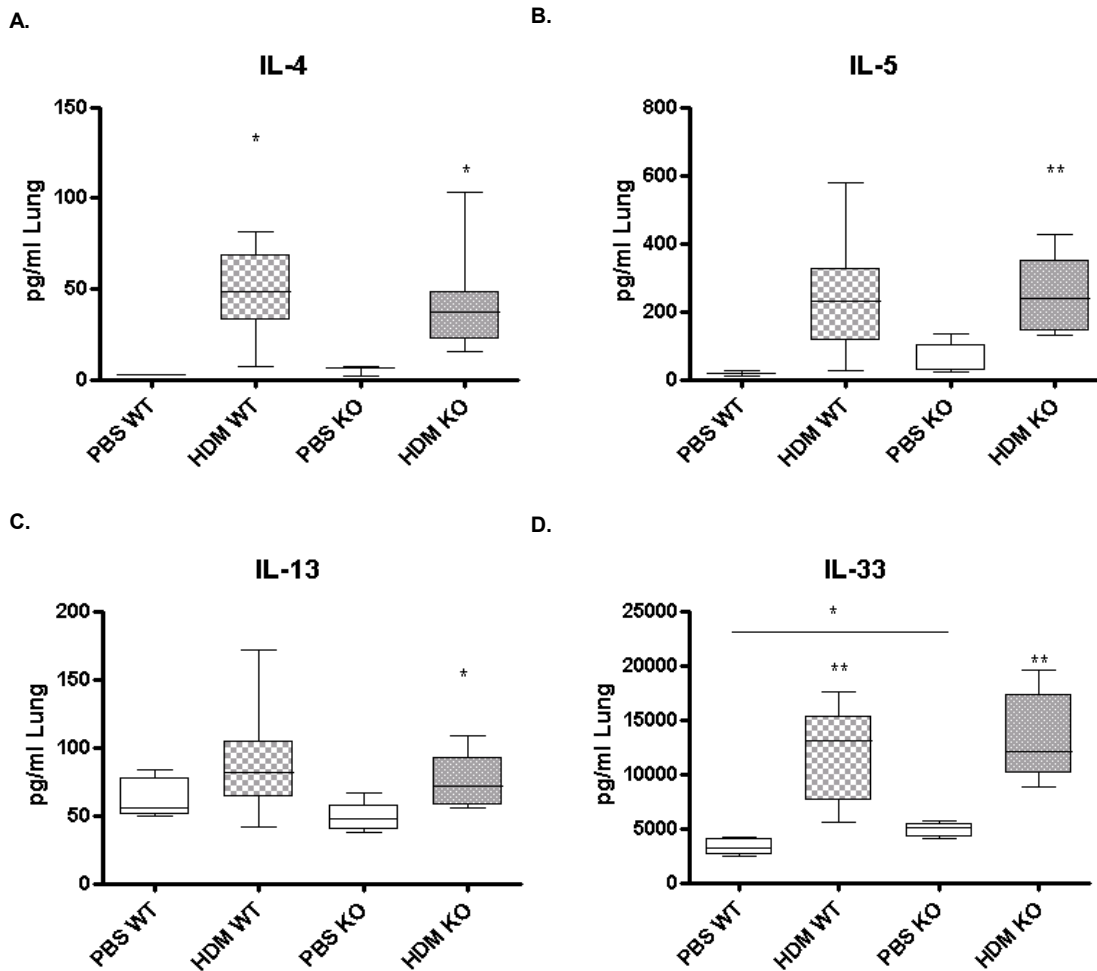 A.
IL-4
pg/ml Lung
150
100
50
0
*
*
PBS WT
HDM WT
PBS KO
HDM KO
B.
IL-5
pg/ml Lung
800
600
400
200
0
**
PBS WT
HDM WT
PBS KO
HDM KO
C.
IL-13
pg/ml Lung
200
150
100
50
0
*
PBS WT
HDM WT
PBS KO
HDM KO
D.
IL-33
pg/ml Lung
25000
20000
15000
10000
5000
0
*
**
**
PBS WT
HDM WT
PBS KO
HDM KO